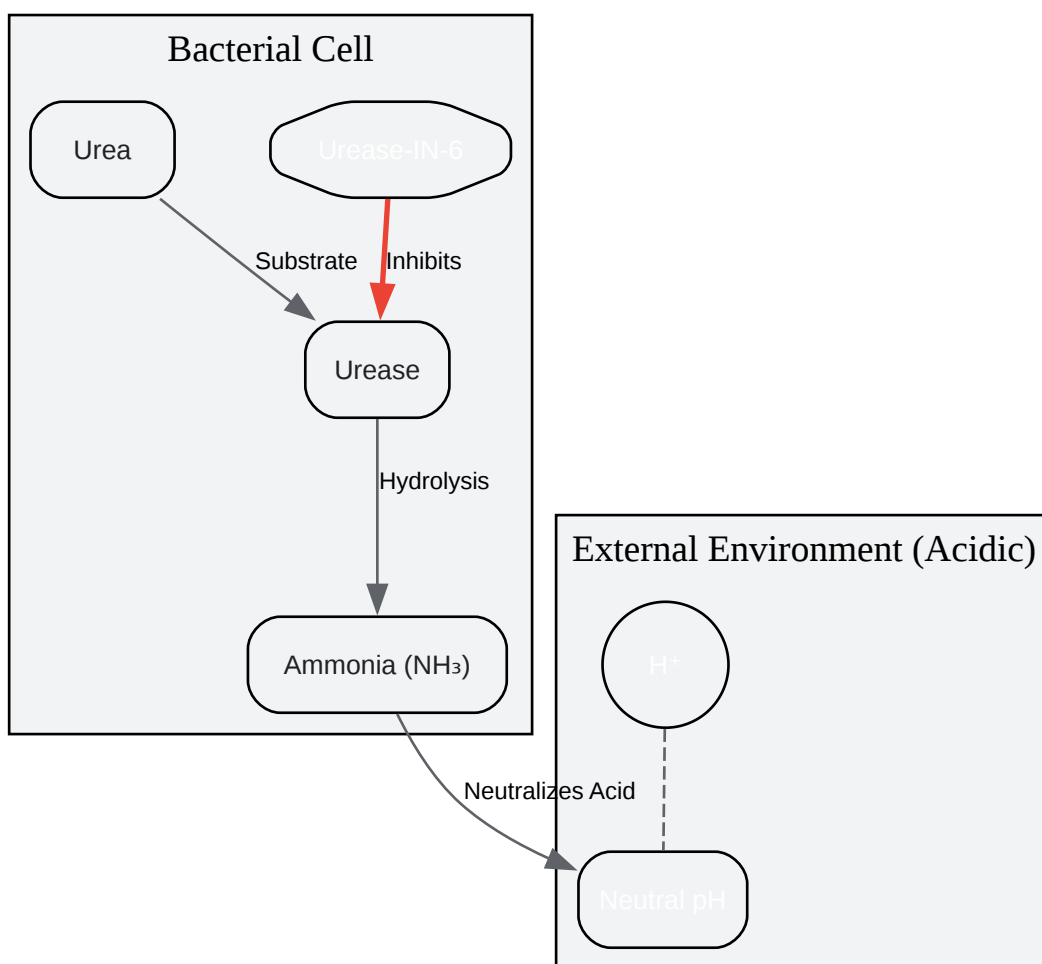 Bacterial Cell
Urea
Urease-IN-6
Substrate
Inhibits
Urease
Hydrolysis
External Environment (Acidic)
Ammonia (NH₃)
H⁺
Neutralizes Acid
Neutral pH